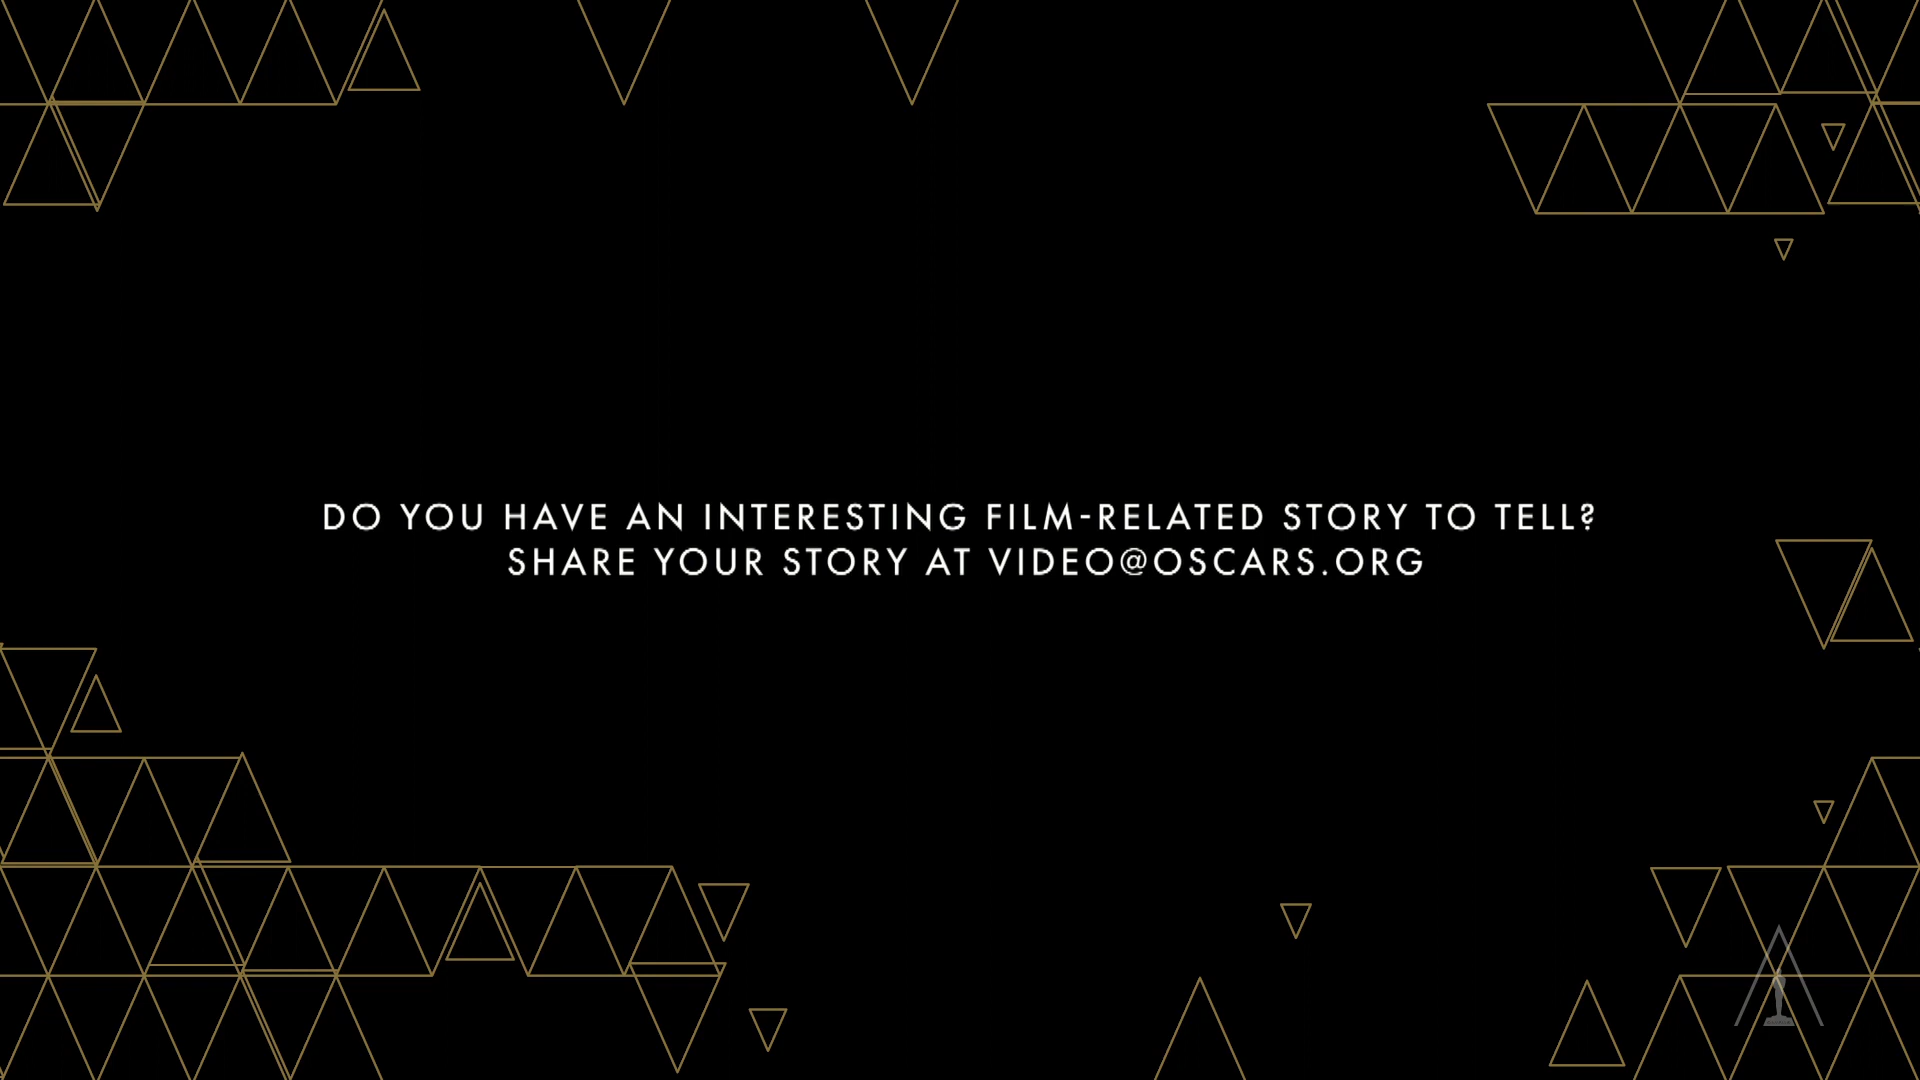 DO YOU HAVE AN INTERESTING FILM-RELATED STORY TO TELL?
SHARE YOUR STORY AT VIDEO@OSCARS.ORG